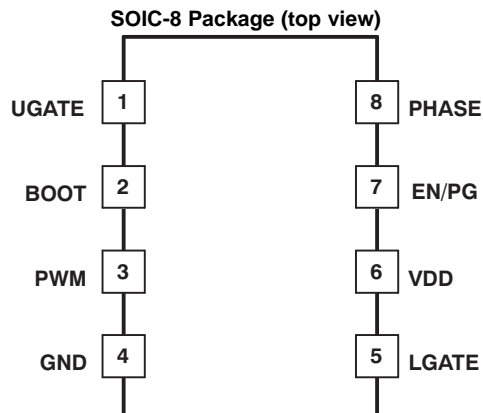 SOIC-8 Package (top view)
UGATE 1 8 PHASE
BOOT 2 7 EN/PG
PWM 3 6 VDD
GND 4 5 LGATE